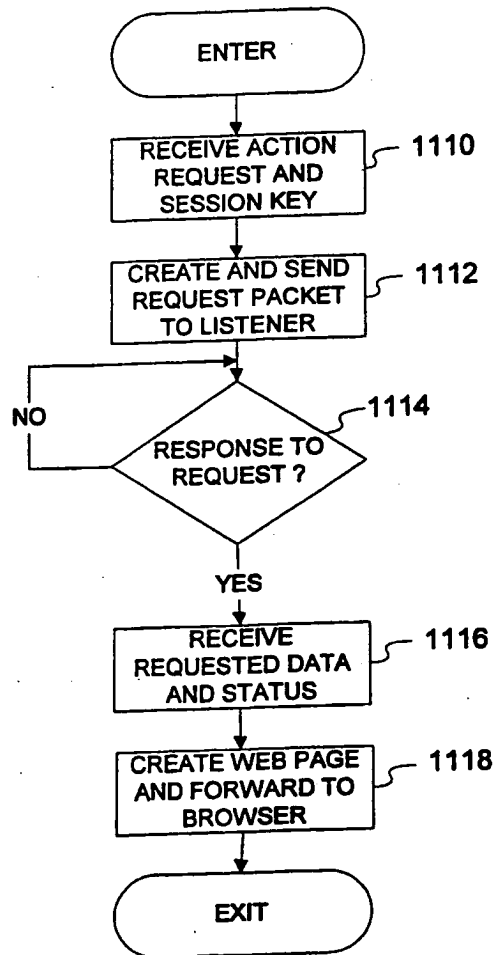 ENTER
RECEIVE ACTION
REQUEST AND
SESSION KEY
1110
CREATE AND SEND
REQUEST PACKET
TO LISTENER
1112
NO
1114
RESPONSE TO
REQUEST ?
YES
RECEIVE
REQUESTED DATA
AND STATUS
1116
CREATE WEB PAGE
AND FORWARD TO
BROWSER
1118
EXIT